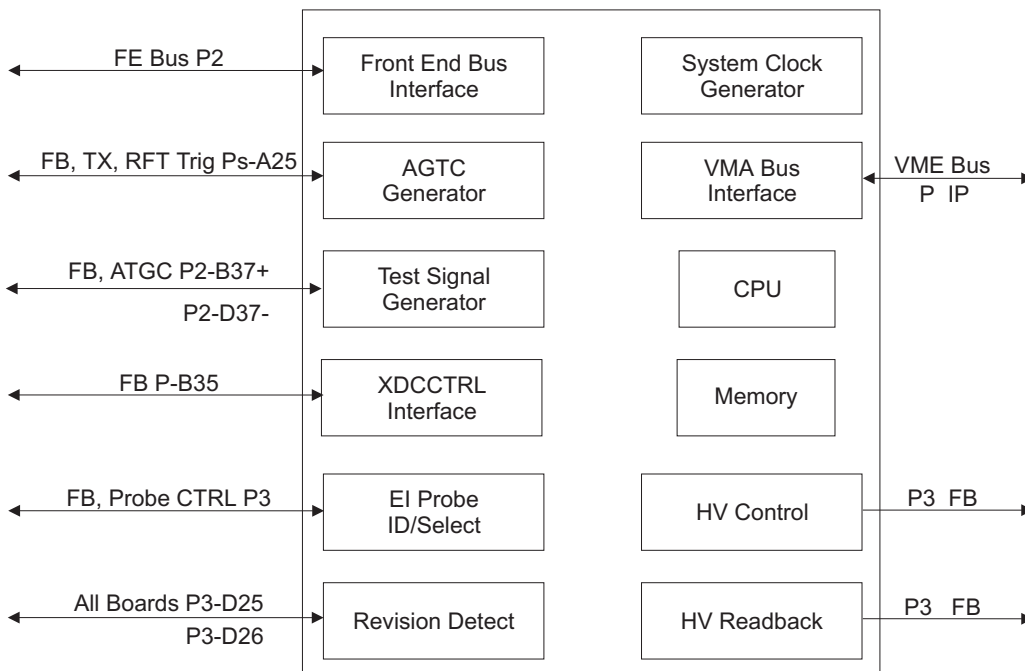 FE Bus P2
Front End Bus
Interface
System Clock
Generator
FB, TX, RFT Trig Ps-A25
AGTC
Generator
VMA Bus
Interface
VME Bus
P IP
FB, ATGC P2-B37+
P2-D37-
Test Signal
Generator
CPU
FB P-B35
XDCCTRL
Interface
Memory
FB, Probe CTRL P3
EI Probe
ID/Select
HV Control
P3 FB
All Boards P3-D25
P3-D26
Revision Detect
HV Readback
P3 FB